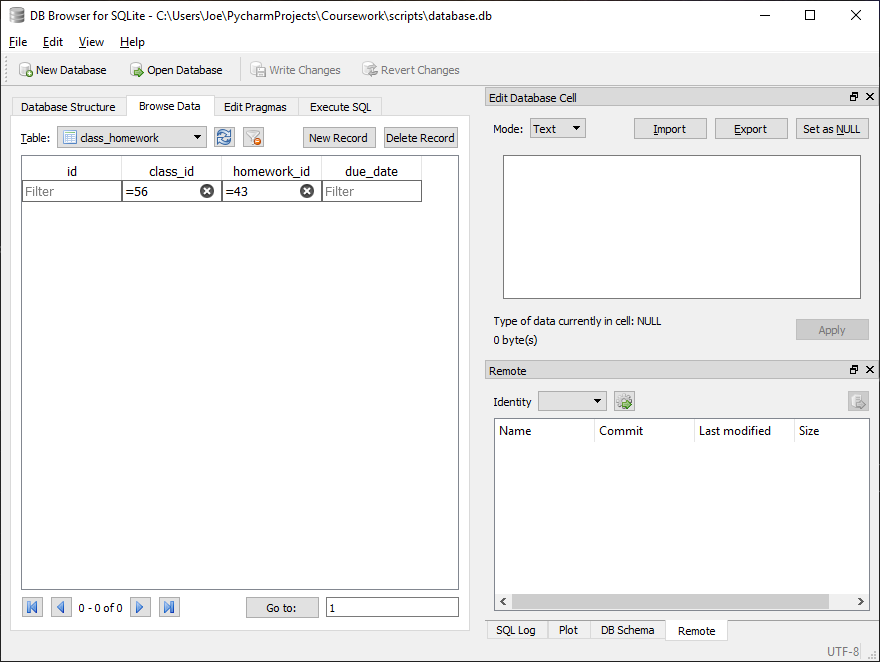 DB Browser for SQLite - C:\Users\Joe\PycharmProjects\Coursework\scripts\database.db
File Edit View Help
New Database Open Database Write Changes Revert Changes
Database Structure Browse Data Edit Pragmas Execute SQL
Table: class_homework New Record Delete Record
id class_id homework_id due_date
Filter =56 =43 Filter
0 - 0 of 0 Go to: 1
Edit Database Cell
Mode: Text Import Export Set as NULL
Type of data currently in cell: NULL
0 byte(s)
Apply
Remote
Identity
Name Commit Last modified Size
SQL Log Plot DB Schema Remote
UTF-8